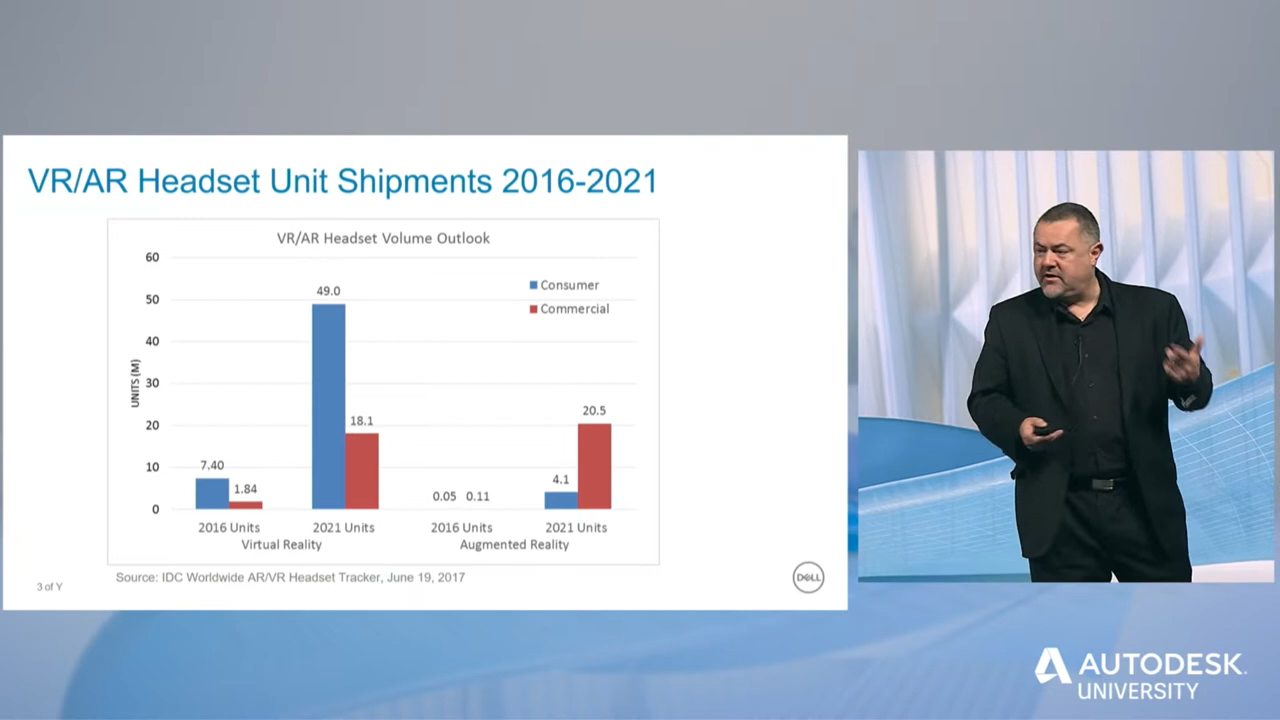 VR/AR Headset Unit Shipments 2016-2021
VR/AR Headset Volume Outlook
60
50
40
30
20
10
0
UNITS (M)
Consumer
Commercial
7.40
1.84
49.0
18.1
0.05
0.11
4.1
20.5
2016 Units
2021 Units
2016 Units
2021 Units
Virtual Reality
Augmented Reality
Source: IDC Worldwide AR/VR Headset Tracker, June 19, 2017
3 of Y
DELL
AUTODESK.
UNIVERSITY